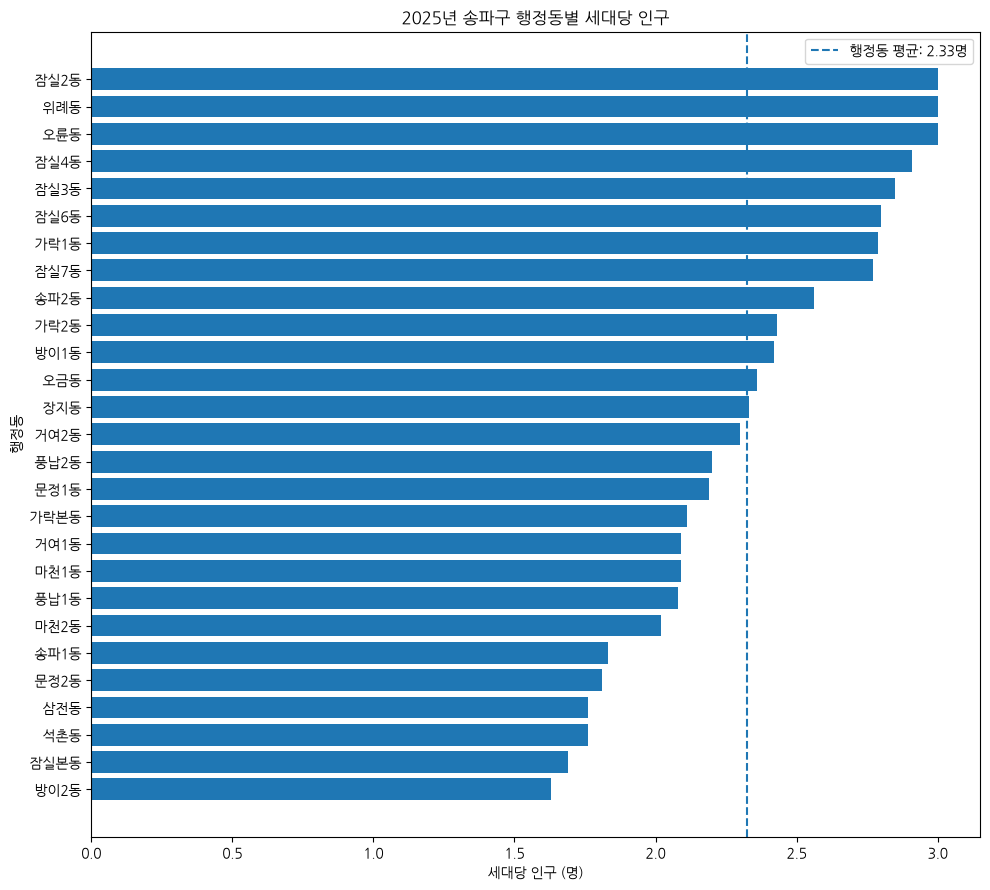 2025년 송파구 행정동별 세대당 인구
행정동 평균: 2.33명
잠실2동
위례동
오륜동
잠실4동
잠실3동
잠실6동
가락1동
잠실7동
송파2동
가락2동
방이1동
오금동
장지동
거여2동
풍납2동
문정1동
가락본동
거여1동
마천1동
풍납1동
마천2동
송파1동
문정2동
삼전동
석촌동
잠실본동
방이2동
행정동
0.0 0.5 1.0 1.5 2.0 2.5 3.0
세대당 인구 (명)